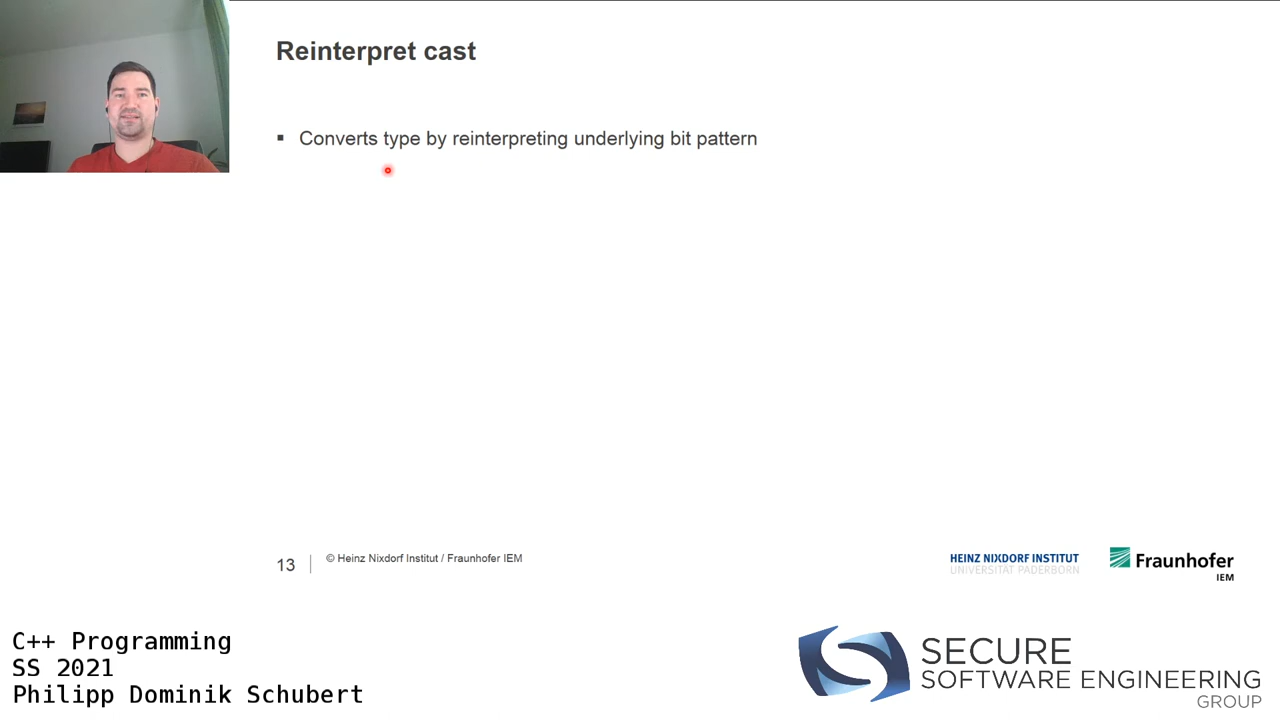 Reinterpret cast
▪ Converts type by reinterpreting underlying bit pattern
13
© Heinz Nixdorf Institut / Fraunhofer IEM
HEINZ NIXDORF INSTITUT
UNIVERSITÄT PADERBORN
Fraunhofer
IEM
C++ Programming
SS 2021
Philipp Dominik Schubert
SECURE
SOFTWARE ENGINEERING
GROUP